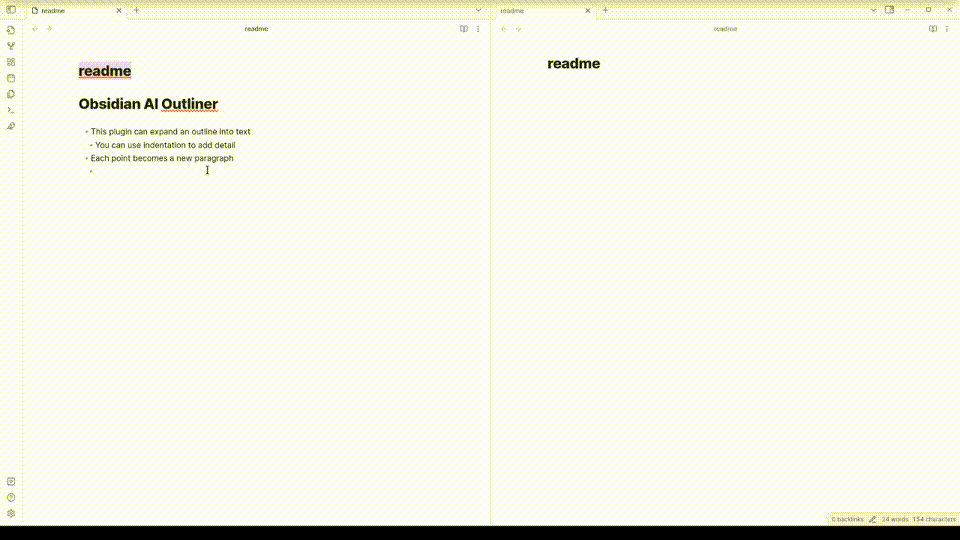 readme
readme
readme
readme
readme
Obsidian AI Outliner
This plugin can expand an outline into text
You can use indentation to add detail
Each point becomes a new paragraph
readme
0 backlinks 24 words 154 characters